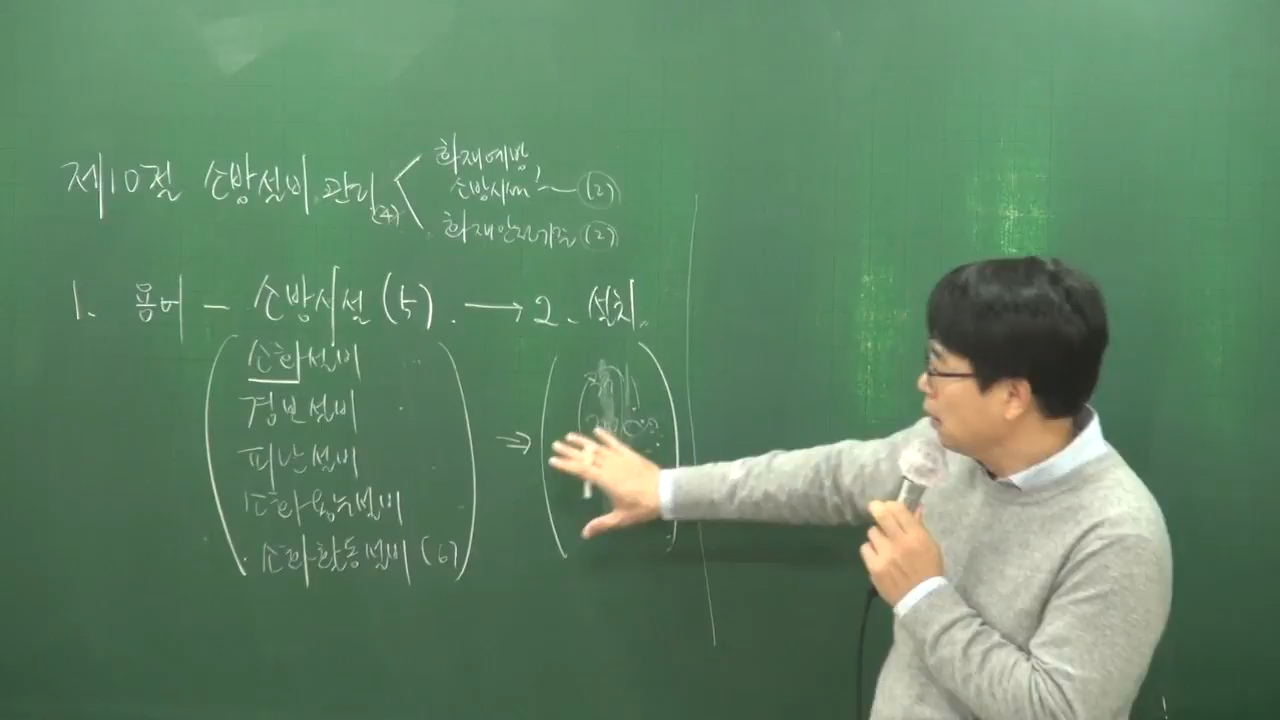 제10절 소방설비 관리 (4)
화재예방,
소방시설 (2)
화재안전기준 (2)
1. 용어 - 소방시설 (5). → 2. 설치.
소화설비
경보설비
피난설비
소화용수설비
소화활동설비 (6)